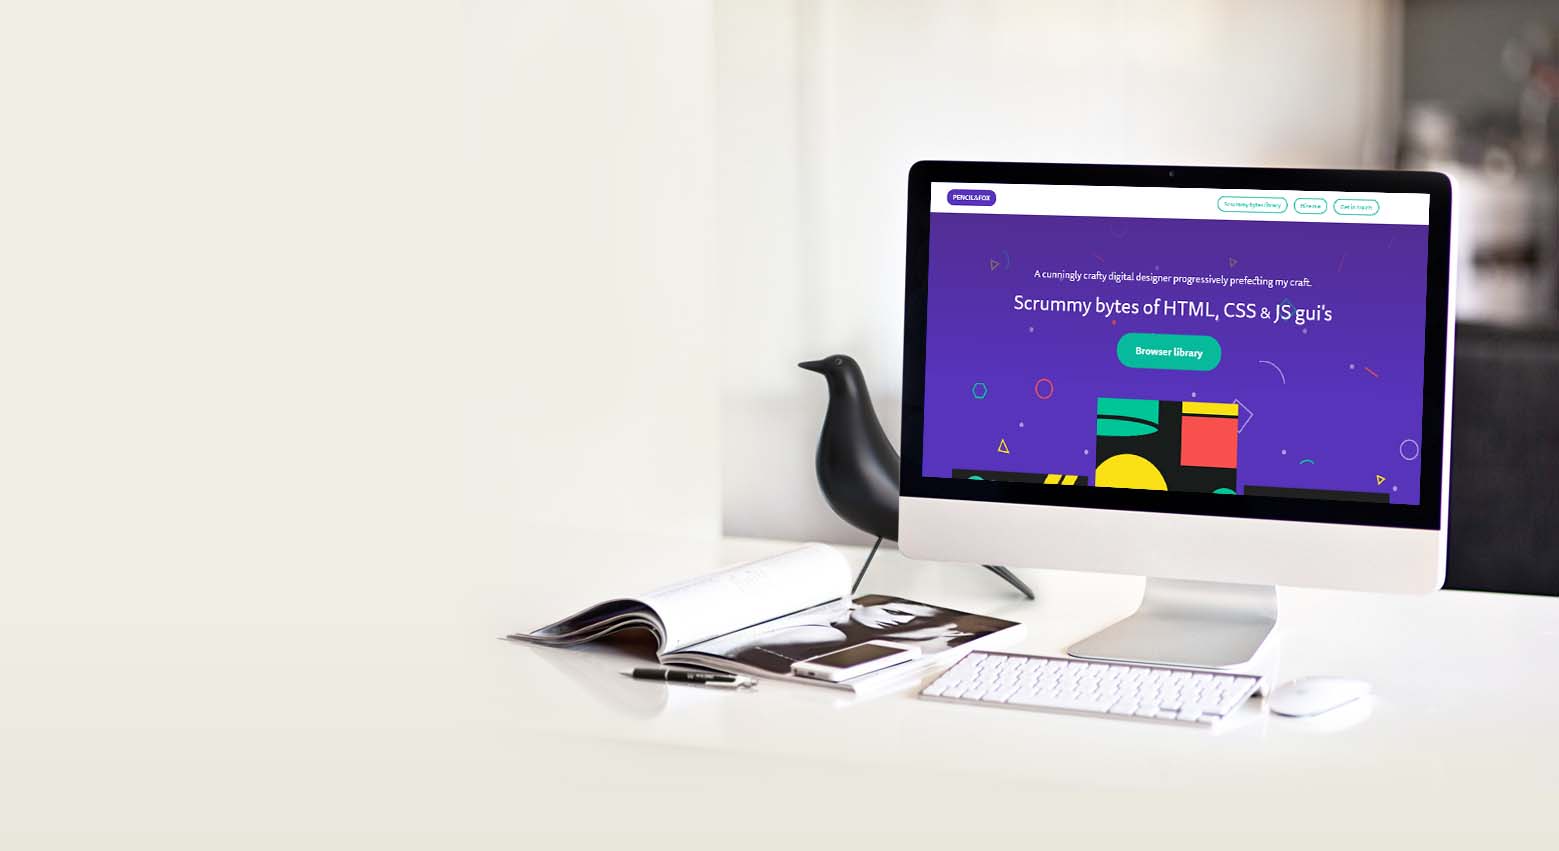 PENCIL&FOX
Scrummy bytes library
Hire me
Get in touch
A cunningly crafty digital designer progressively prefecting my craft.
Scrummy bytes of HTML, CSS & JS gui's
Browser library